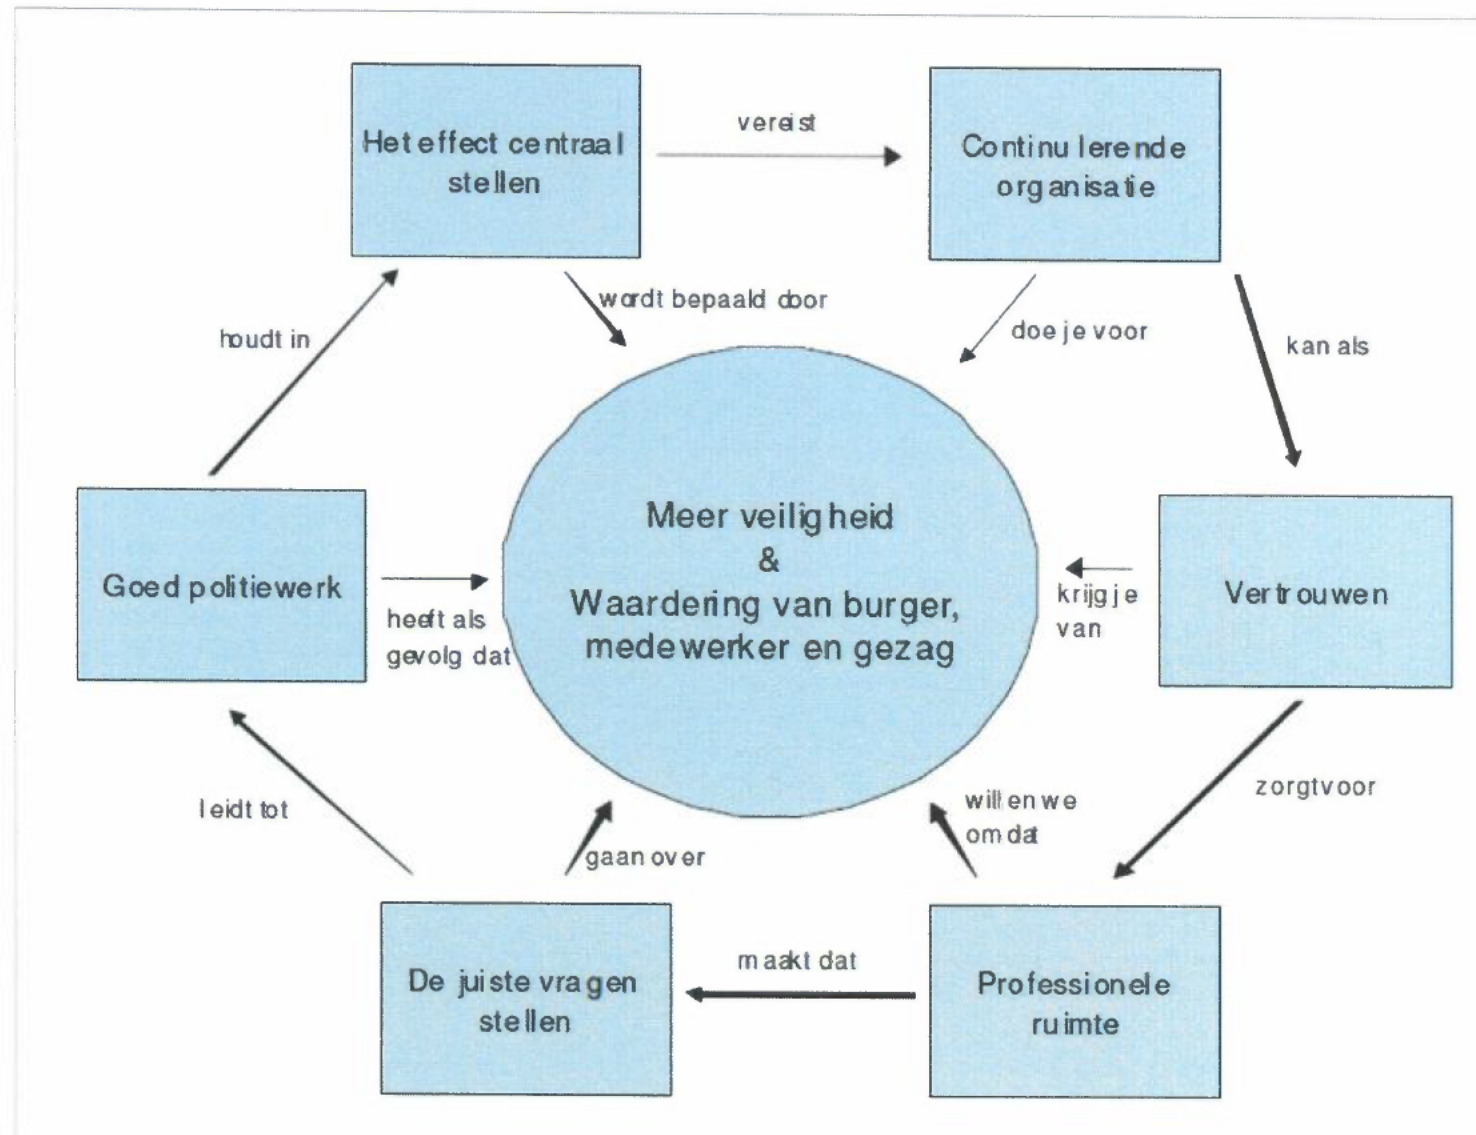 Het effect centraal
stellen
vereist
Continu lerende
organisatie
houdt in
wordt bepaald door
doe je voor
kan als
Goed politiewerk
heeft als
gevolg dat
Meer veiligheid
&
Waardering van burger,
medewerker en gezag
krijg je
van
Vertrouwen
leidt tot
gaan over
willen we
omdat
zorgt voor
De juiste vragen
stellen
maakt dat
Professionele
ruimte